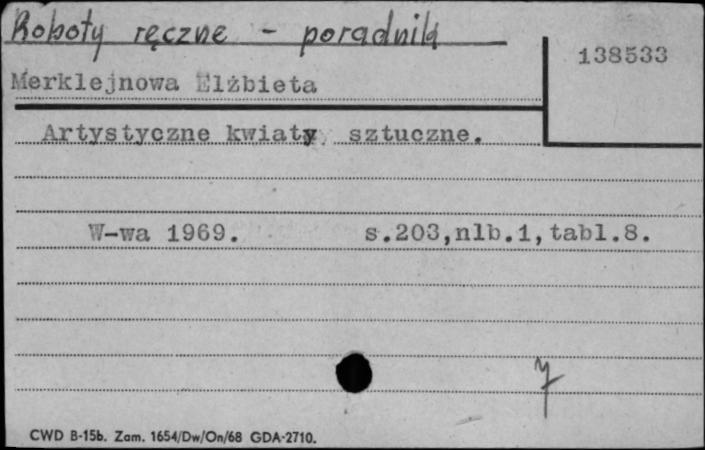 Roboty ręczne - poradnik
138533
Merklejnowa Elżbieta
Artystyczne kwiaty sztuczne.
W-wa 1969. s.203,nlb.1,tabl.8.
7
CWD B-15b. Zam. 1654/Dw/On/68 GDA-2710.